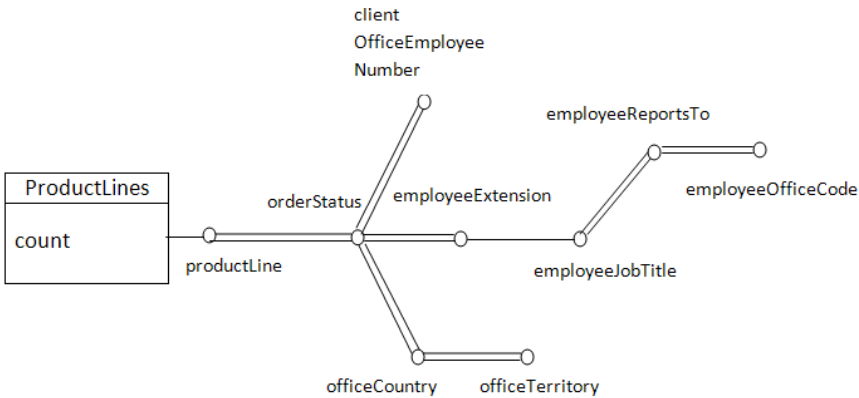 client
OfficeEmployee
Number
employeeReportsTo
ProductLines
orderStatus
employeeExtension
employeeOfficeCode
count
productLine
employeeJobTitle
officeCountry
officeTerritory